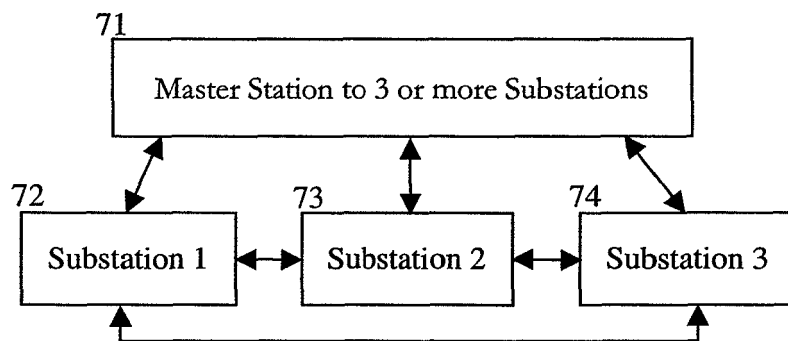 71
Master Station to 3 or more Substations
72
73
74
Substation 1
Substation 2
Substation 3